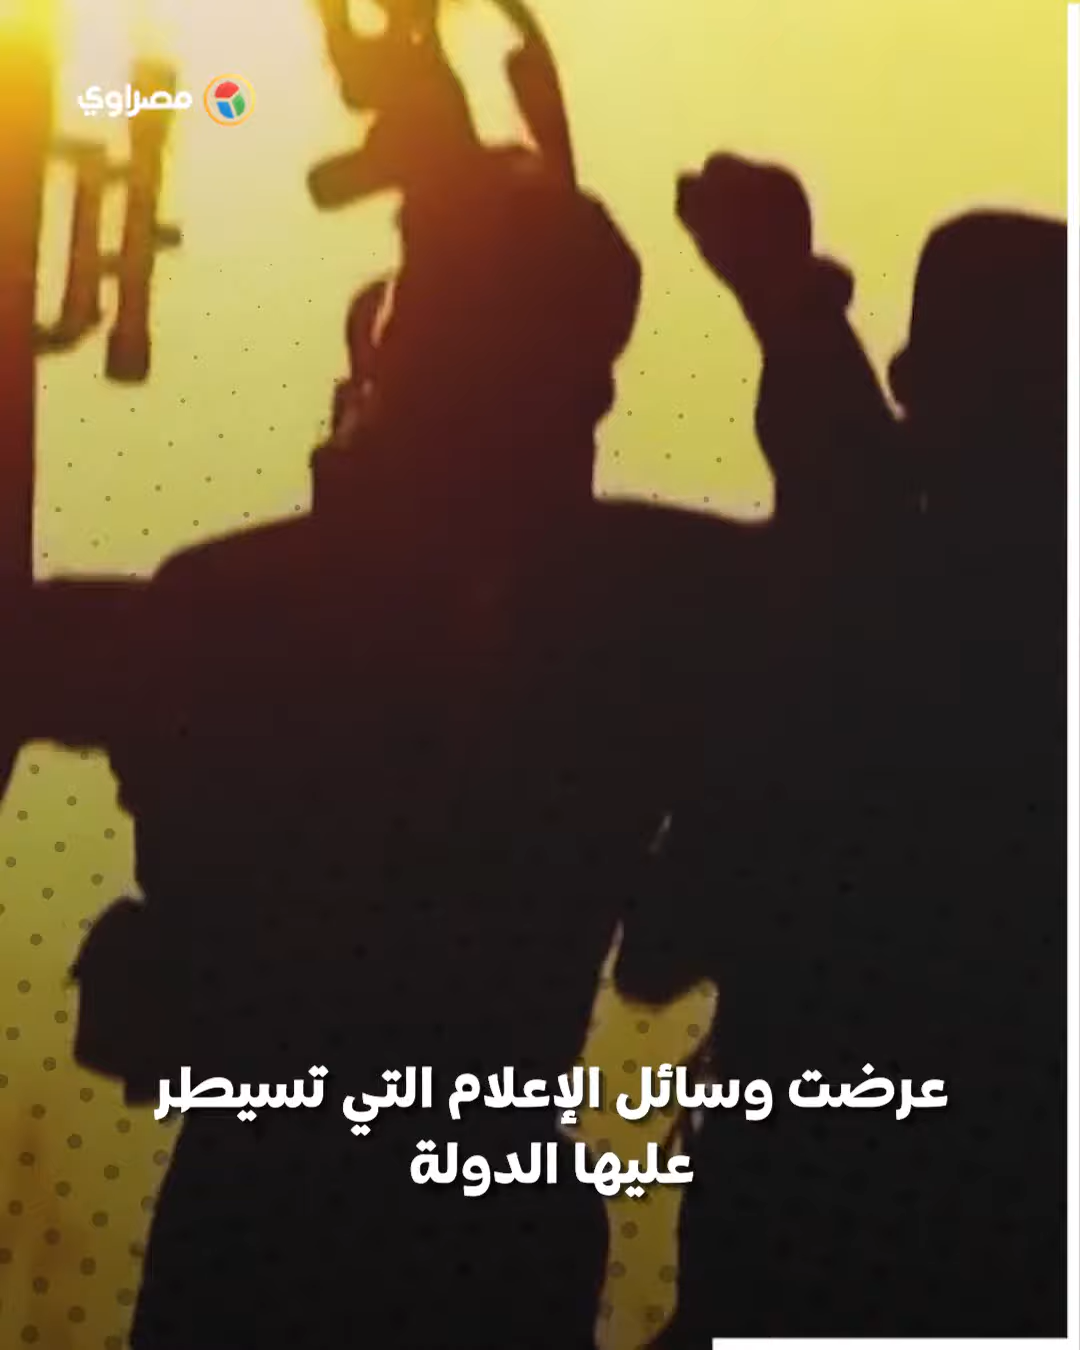 مصراوي
عرضت وسائل الإعلام التي تسيطر
عليها الدولة